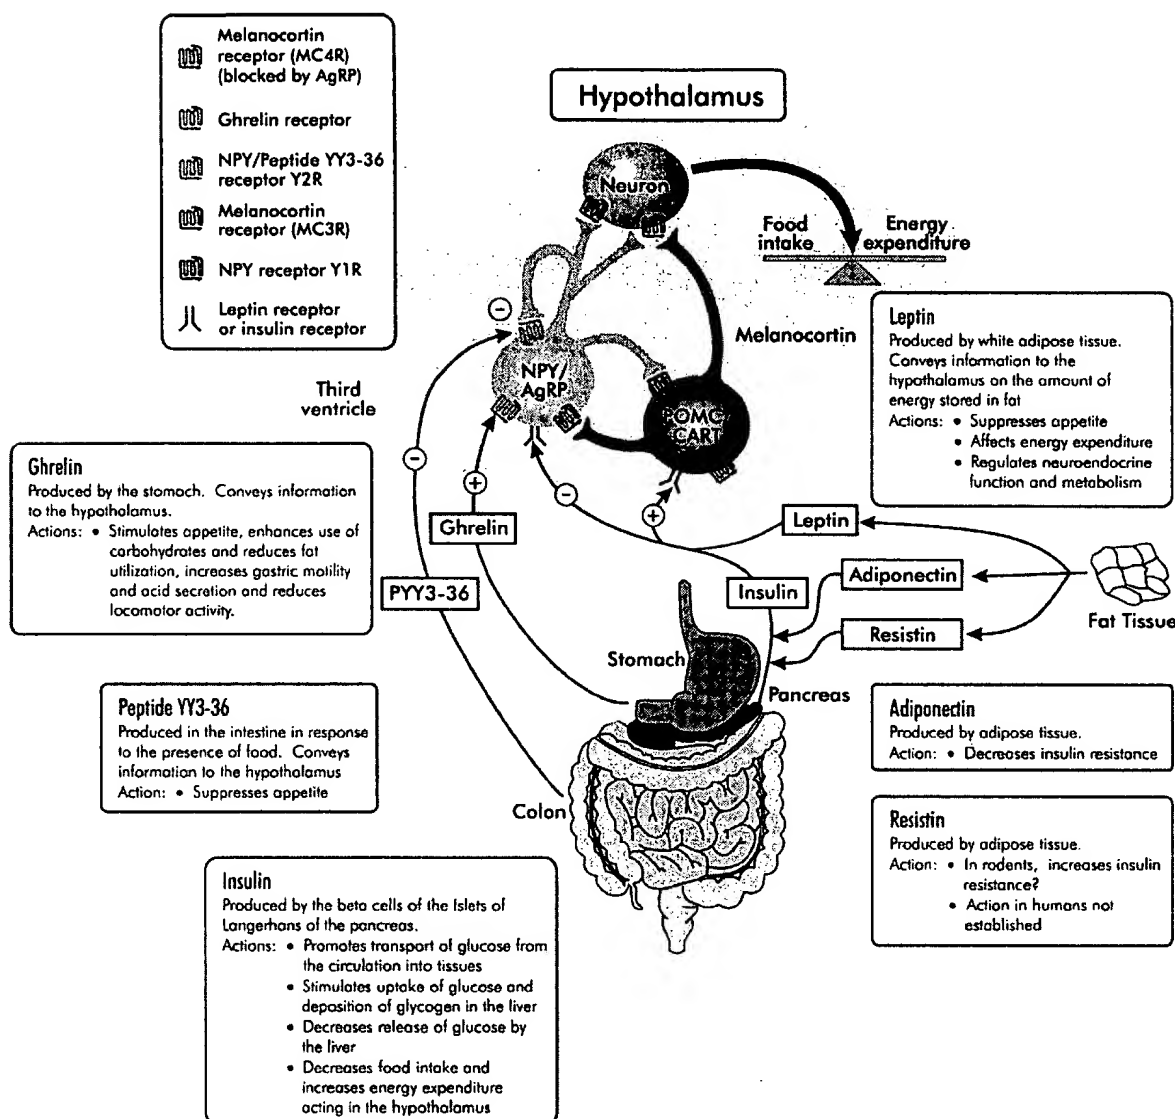 Melanocortin
receptor (MC4R)
(blocked by AgRP)
Ghrelin receptor
NPY/Peptide YY3-36
receptor Y2R
Melanocortin
receptor (MC3R)
NPY receptor Y1R
Leptin receptor
or insulin receptor
Hypothalamus
Neuron
Food
intake
Energy
expenditure
Melanocortin
NPY/
AgRP
POMC/
CART
Third
ventricle
−
−
+
−
+
Leptin
Produced by white adipose tissue.
Conveys information to the
hypothalamus on the amount of
energy stored in fat
Actions: • Suppresses appetite
• Affects energy expenditure
• Regulates neuroendocrine
function and metabolism
Ghrelin
Produced by the stomach. Conveys information
to the hypothalamus.
Actions: • Stimulates appetite, enhances use of
carbohydrates and reduces fat
utilization, increases gastric motility
and acid secretion and reduces
locomotor activity.
Ghrelin
PYY3-36
Leptin
Insulin
Adiponectin
Resistin
Fat Tissue
Stomach
Pancreas
Colon
Peptide YY3-36
Produced in the intestine in response
to the presence of food. Conveys
information to the hypothalamus
Action: • Suppresses appetite
Adiponectin
Produced by adipose tissue.
Action: • Decreases insulin resistance
Resistin
Produced by adipose tissue.
Action: • In rodents, increases insulin
resistance?
• Action in humans not
established
Insulin
Produced by the beta cells of the Islets of
Langerhans of the pancreas.
Actions: • Promotes transport of glucose from
the circulation into tissues
• Stimulates uptake of glucose and
deposition of glycogen in the liver
• Decreases release of glucose by
the liver
• Decreases food intake and
increases energy expenditure
acting in the hypothalamus